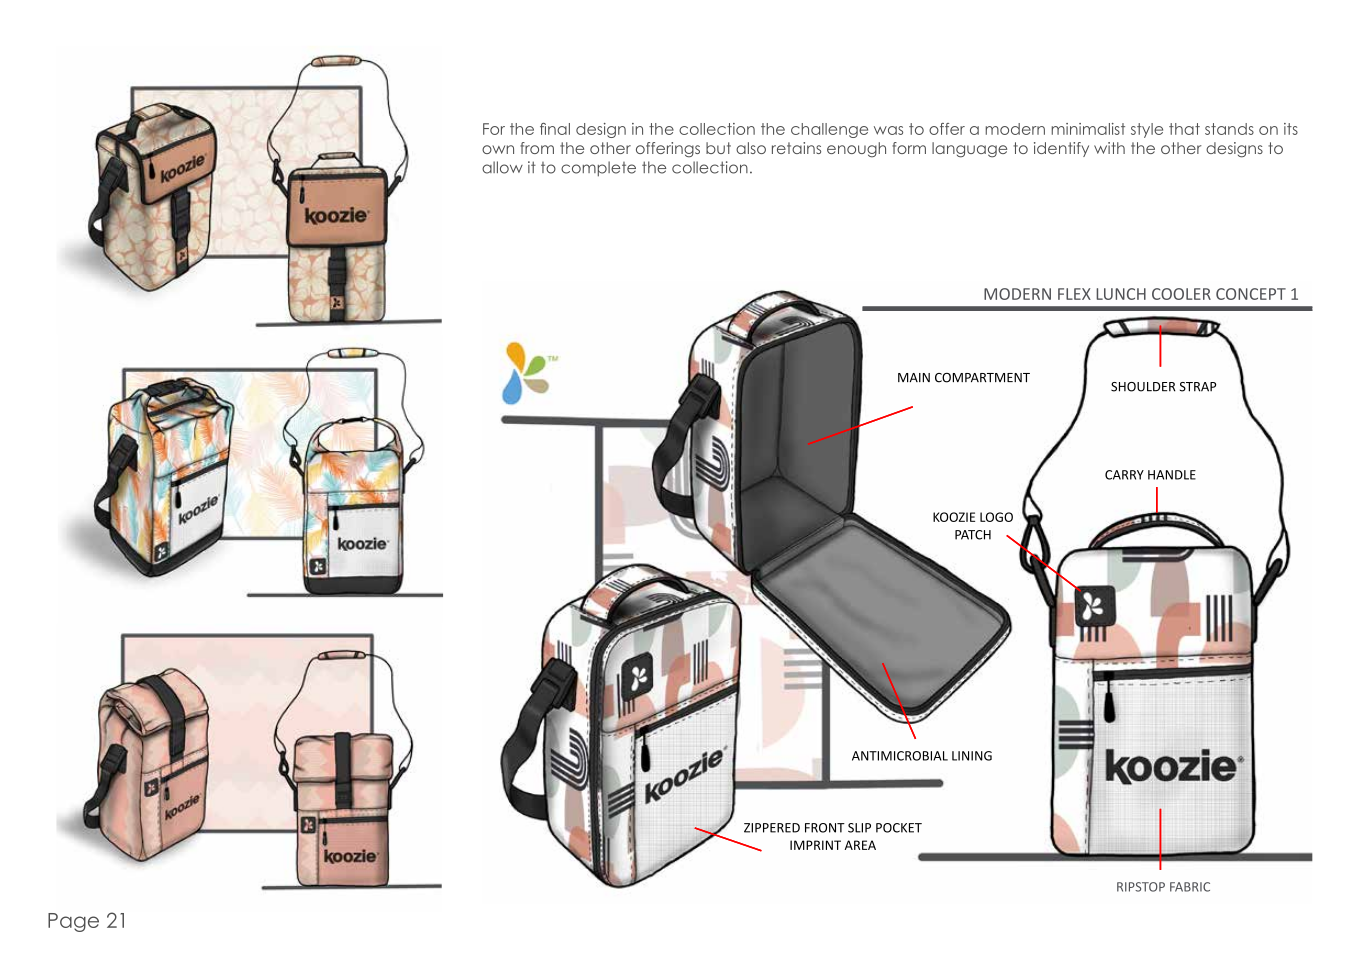 koozie®
koozie®
For the final design in the collection the challenge was to offer a modern minimalist style that stands on its
own from the other offerings but also retains enough form language to identify with the other designs to
allow it to complete the collection.
MODERN FLEX LUNCH COOLER CONCEPT 1
TM
MAIN COMPARTMENT
SHOULDER STRAP
CARRY HANDLE
KOOZIE LOGO
PATCH
koozie
koozie
koozie®
koozie®
ANTIMICROBIAL LINING
ZIPPERED FRONT SLIP POCKET
IMPRINT AREA
koozie
koozie
RIPSTOP FABRIC
Page 21